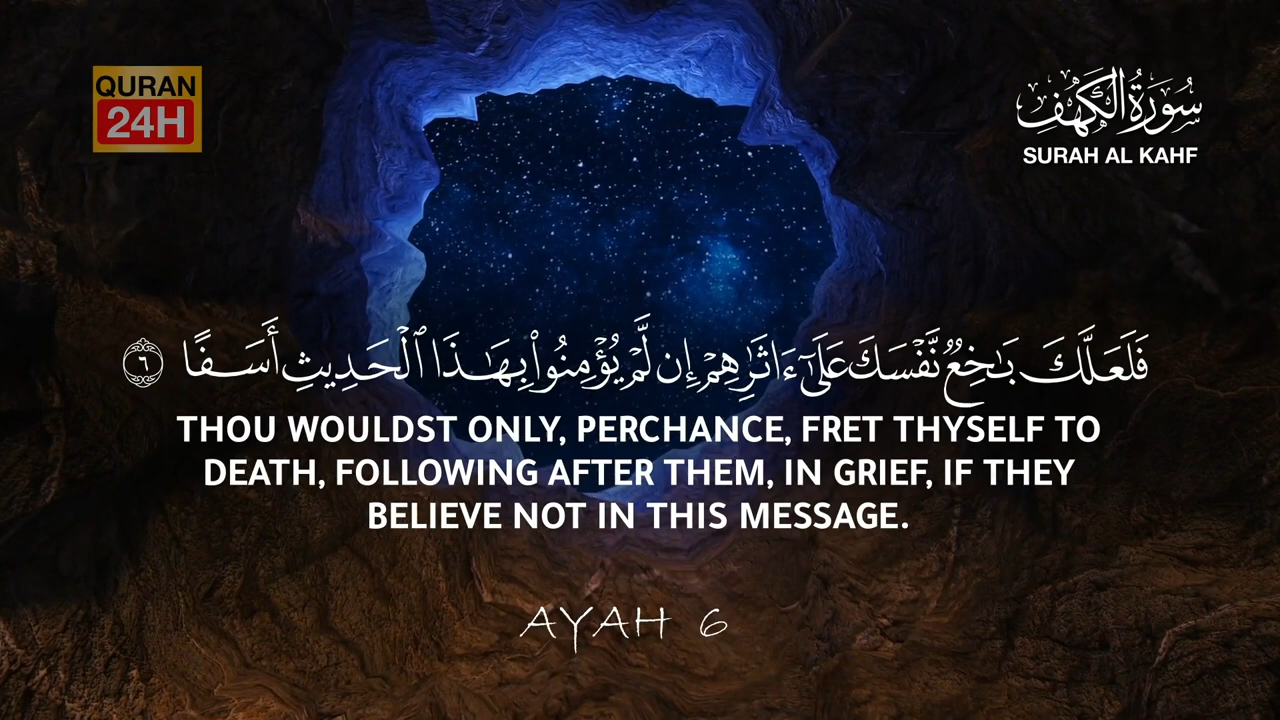 QURAN
24H
سُورَةُ الْكَهْفِ
SURAH AL KAHF
فَلَعَلَّكَ بَـٰخِعٌ نَّفْسَكَ عَلَىٰٓ ءَاثَـٰرِهِمْ إِن لَّمْ يُؤْمِنُوا۟ بِهَـٰذَا ٱلْحَدِيثِ أَسَفًا ٦
THOU WOULDST ONLY, PERCHANCE, FRET THYSELF TO
DEATH, FOLLOWING AFTER THEM, IN GRIEF, IF THEY
BELIEVE NOT IN THIS MESSAGE.
AYAH 6